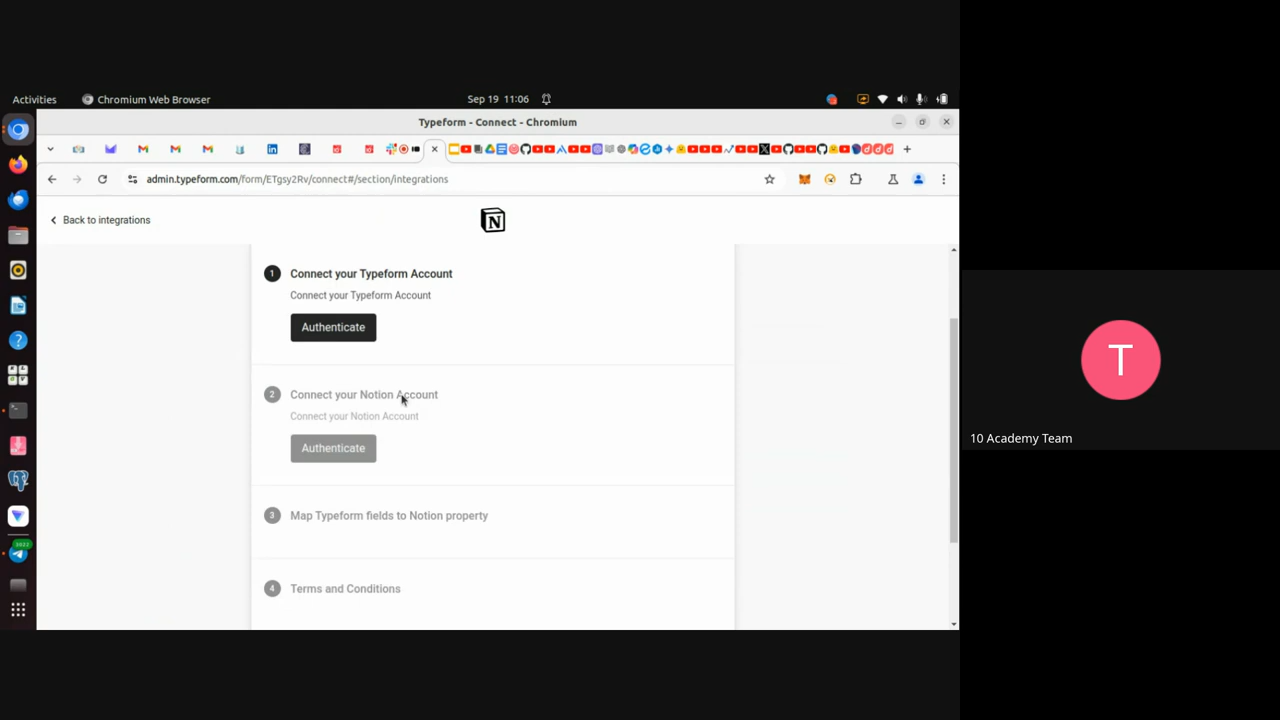 Activities
Chromium Web Browser
Sep 19 11:06
Typeform - Connect - Chromium
admin.typeform.com/form/ETgsy2Rv/connect#/section/integrations
Back to integrations
N
1 Connect your Typeform Account
Connect your Typeform Account
Authenticate
2 Connect your Notion Account
Connect your Notion Account
Authenticate
3 Map Typeform fields to Notion property
4 Terms and Conditions
T
10 Academy Team